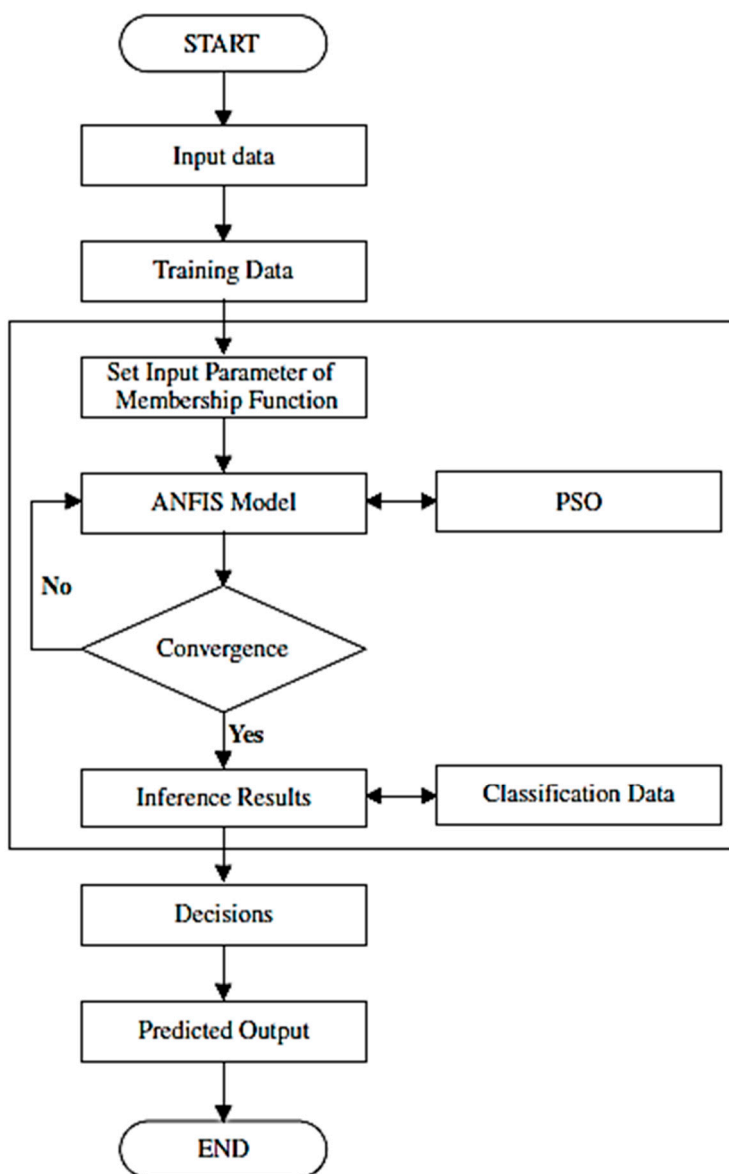 START
Input data
Training Data
Set Input Parameter of
Membership Function
ANFIS Model
PSO
No
Convergence
Yes
Inference Results
Classification Data
Decisions
Predicted Output
END